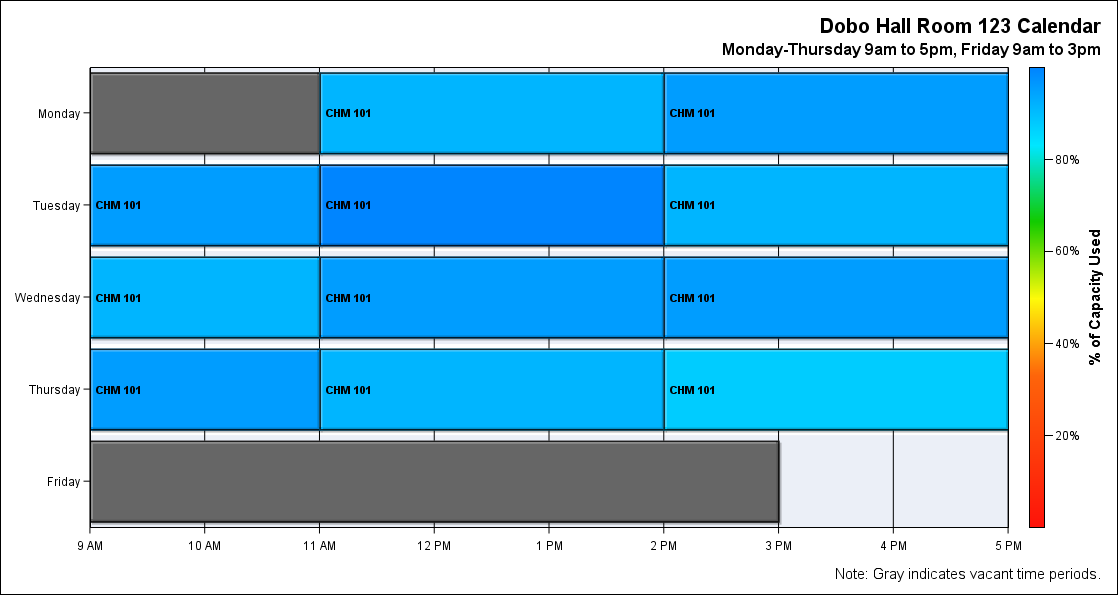 Dobo Hall Room 123 Calendar
Monday-Thursday 9am to 5pm, Friday 9am to 3pm
Monday
CHM 101
CHM 101
Tuesday
CHM 101
CHM 101
CHM 101
Wednesday
CHM 101
CHM 101
CHM 101
Thursday
CHM 101
CHM 101
CHM 101
Friday
9 AM
10 AM
11 AM
12 PM
1 PM
2 PM
3 PM
4 PM
5 PM
80%
60%
40%
20%
% of Capacity Used
Note: Gray indicates vacant time periods.